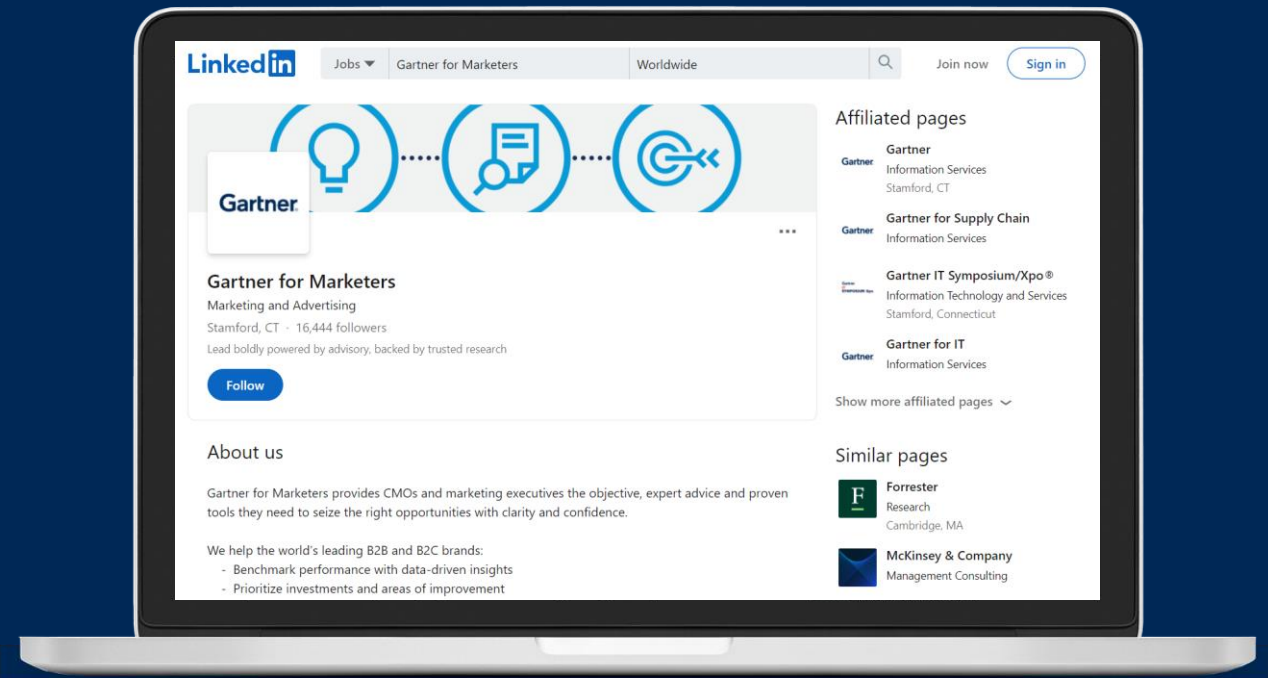 Linked in
Jobs
Gartner for Marketers
Worldwide
Join now
Sign in
Gartner
Gartner for Marketers
Marketing and Advertising
Stamford, CT · 16,444 followers
Lead boldly powered by advisory, backed by trusted research
Follow
About us
Gartner for Marketers provides CMOs and marketing executives the objective, expert advice and proven
tools they need to seize the right opportunities with clarity and confidence.
We help the world's leading B2B and B2C brands:
- Benchmark performance with data-driven insights
- Prioritize investments and areas of improvement
Affiliated pages
Gartner
Gartner
Information Services
Stamford, CT
Gartner
Gartner for Supply Chain
Information Services
Gartner IT Symposium/Xpo®
Information Technology and Services
Stamford, Connecticut
Gartner
Gartner for IT
Information Services
Show more affiliated pages
Similar pages
F
Forrester
Research
Cambridge, MA
McKinsey & Company
Management Consulting